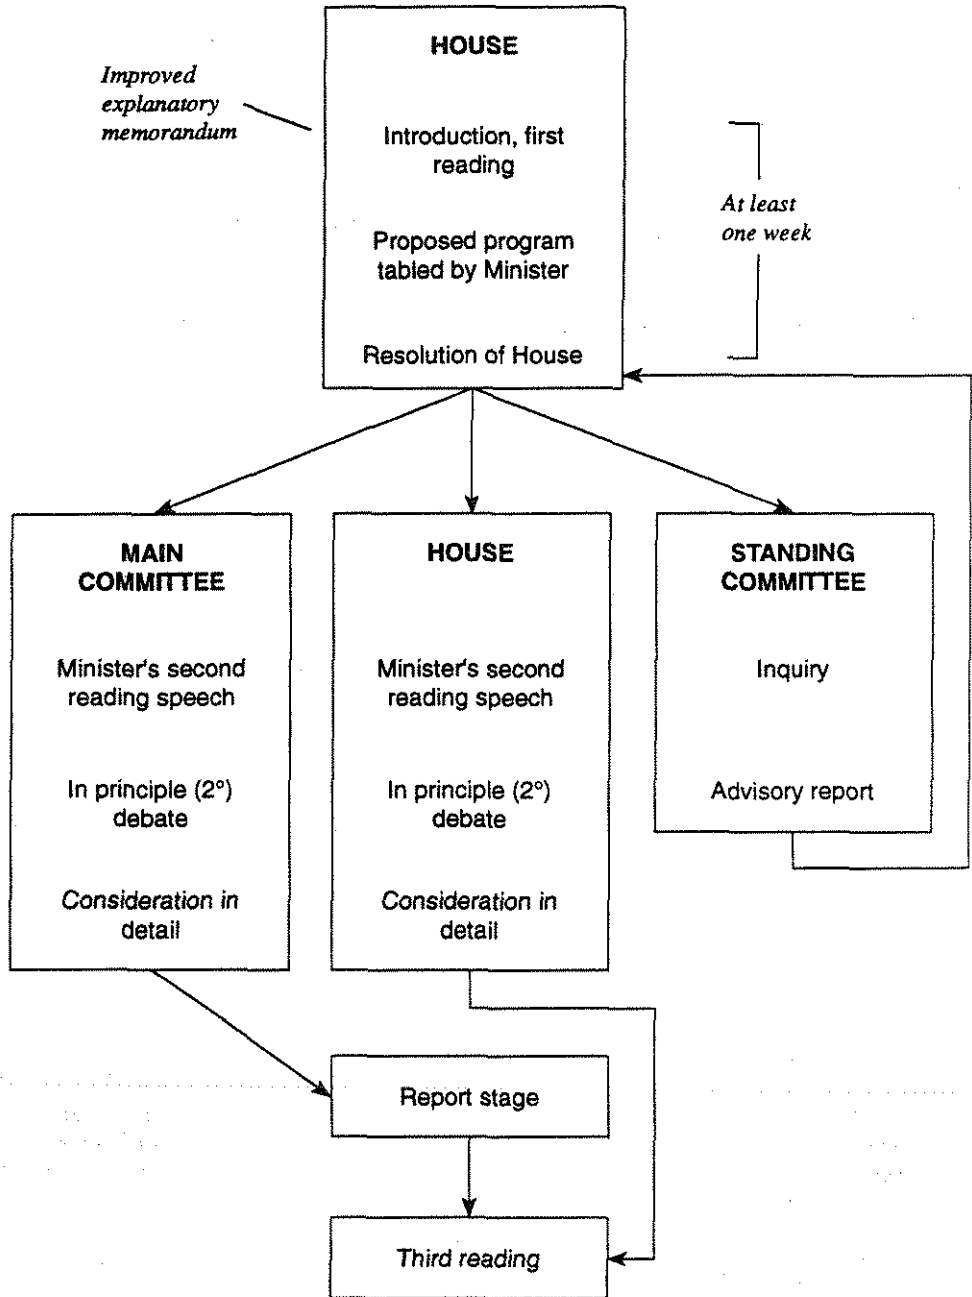 HOUSE
Improved
explanatory
memorandum
Introduction, first
reading
At least
one week
Proposed program
tabled by Minister
Resolution of House
MAIN
COMMITTEE
Minister's second
reading speech
In principle (2°)
debate
Consideration in
detail
HOUSE
Minister's second
reading speech
In principle (2°)
debate
Consideration in
detail
STANDING
COMMITTEE
Inquiry
Advisory report
Report stage
Third reading